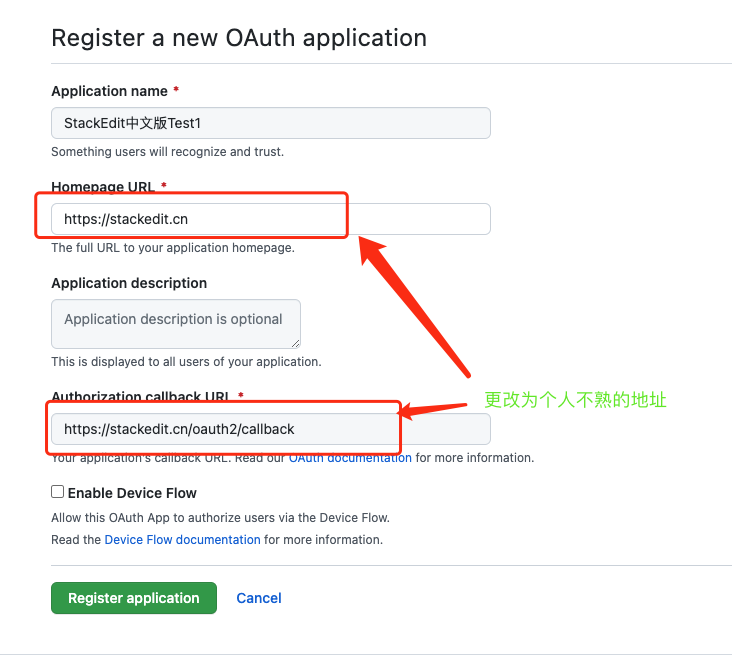 Register a new OAuth application
Application name *
StackEdit中文版Test1
Something users will recognize and trust.
Homepage URL *
https://stackedit.cn
The full URL to your application homepage.
Application description
Application description is optional
This is displayed to all users of your application.
更改为个人不熟的地址
Authorization callback URL *
https://stackedit.cn/oauth2/callback
Your application's callback URL. Read our OAuth documentation for more information.
Enable Device Flow
Allow this OAuth App to authorize users via the Device Flow.
Read the Device Flow documentation for more information.
Register application Cancel